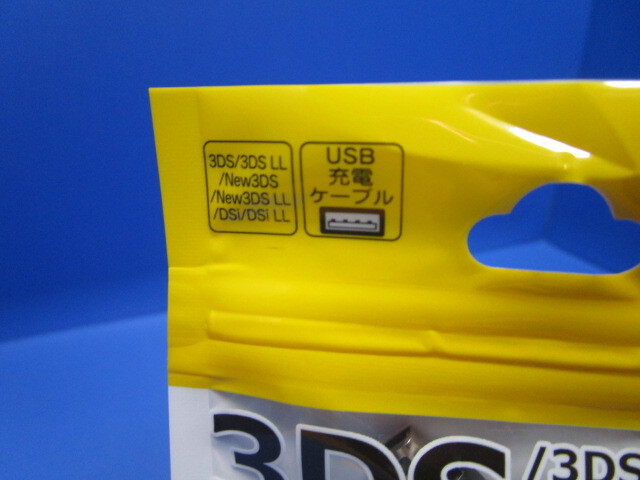 3DS/3DS LL
/New3DS
/New3DS LL
/DSi/DSi LL
USB
充電
ケーブル
3DS/3DS